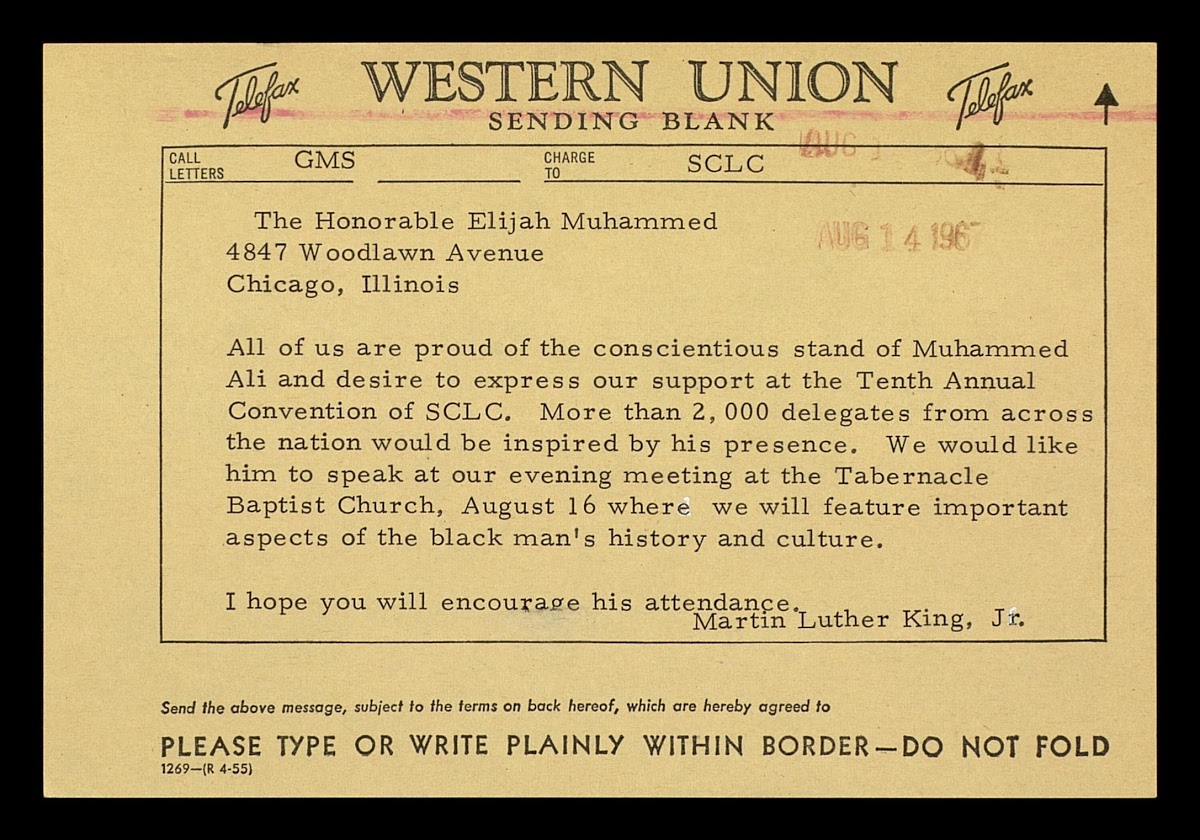 Telefax WESTERN UNION Telefax
SENDING BLANK
AUG 1
CALL LETTERS GMS CHARGE TO SCLC
The Honorable Elijah Muhammed
AUG 14 1967
4847 Woodlawn Avenue
Chicago, Illinois
All of us are proud of the conscientious stand of Muhammed
Ali and desire to express our support at the Tenth Annual
Convention of SCLC. More than 2,000 delegates from across
the nation would be inspired by his presence. We would like
him to speak at our evening meeting at the Tabernacle
Baptist Church, August 16 where we will feature important
aspects of the black man's history and culture.
I hope you will encourage his attendance.
Martin Luther King, Jr.
Send the above message, subject to the terms on back hereof, which are hereby agreed to
PLEASE TYPE OR WRITE PLAINLY WITHIN BORDER—DO NOT FOLD
1269—(R 4-55)